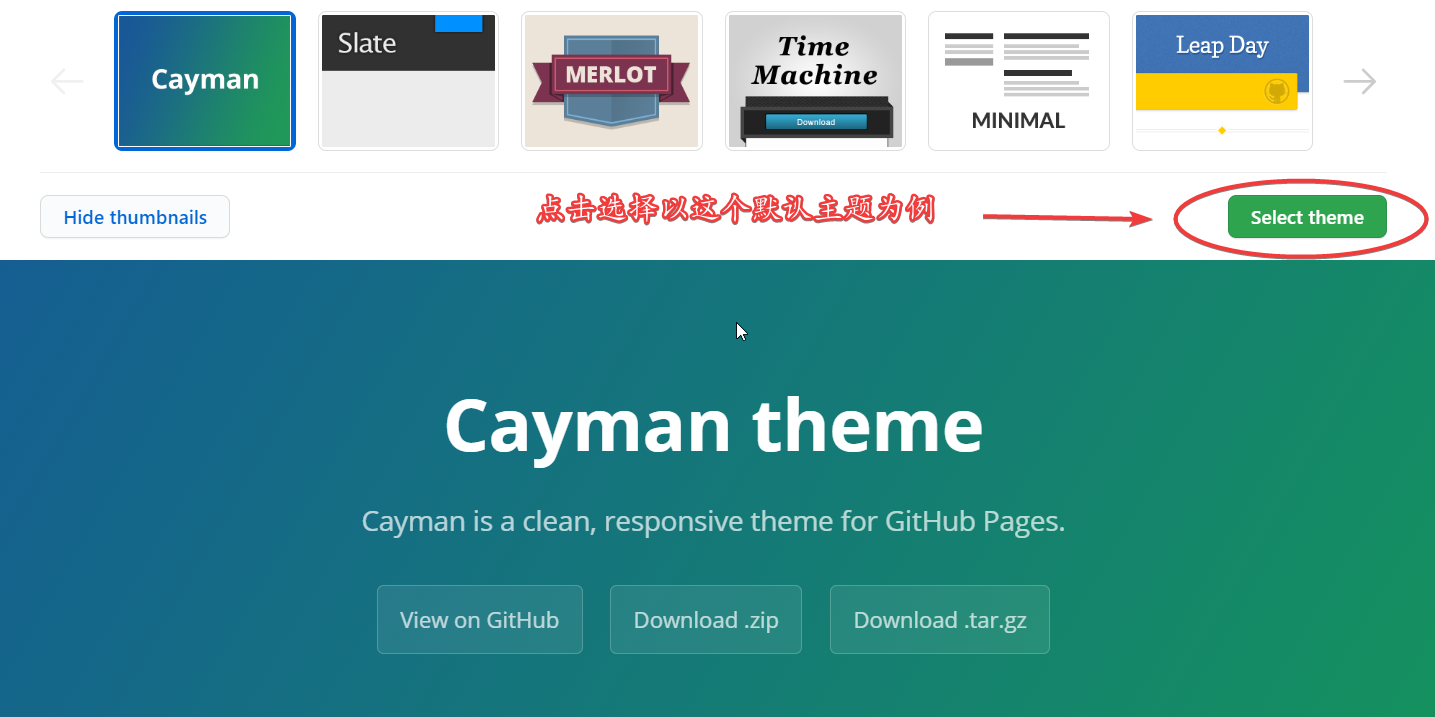 Cayman
Slate
MERLOT
Time
Machine
Download
MINIMAL
Leap Day
Hide thumbnails
点击选择以这个默认主题为例
Select theme
Cayman theme
Cayman is a clean, responsive theme for GitHub Pages.
View on GitHub
Download .zip
Download .tar.gz